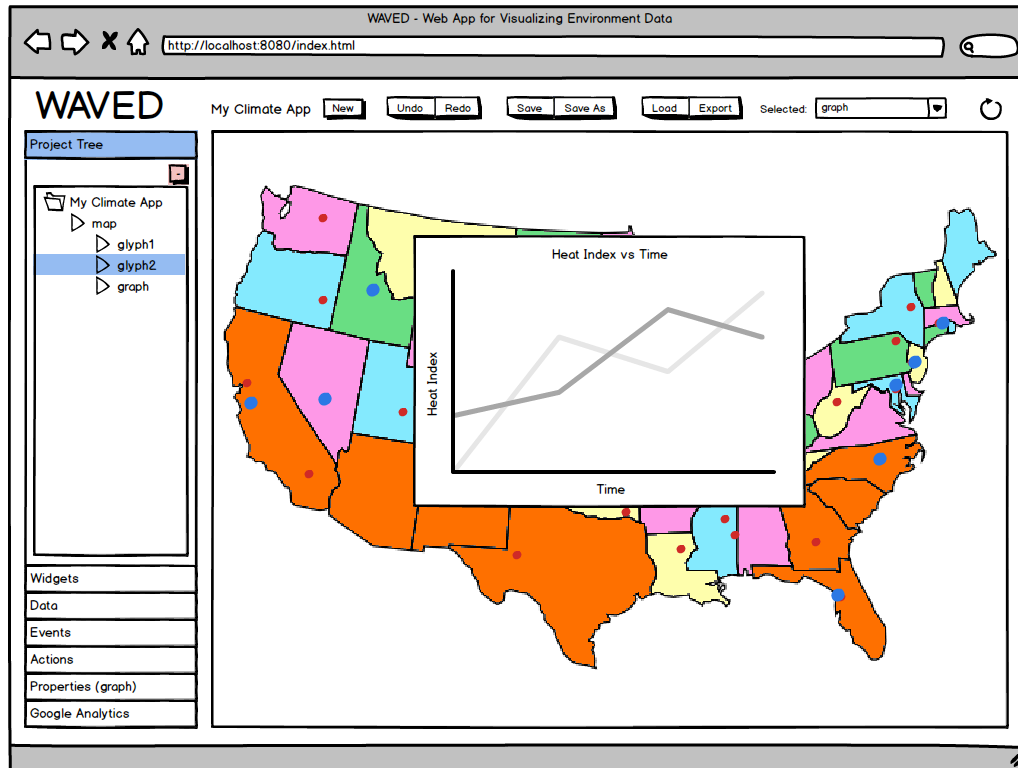 WAVED - Web App for Visualizing Environment Data
http://localhost:8080/index.html
WAVED
My Climate App
New
Undo
Redo
Save
Save As
Load
Export
Selected:
graph
Project Tree
-
My Climate App
map
glyph1
glyph2
graph
Widgets
Data
Events
Actions
Properties (graph)
Google Analytics
Heat Index vs Time
Heat Index
Time